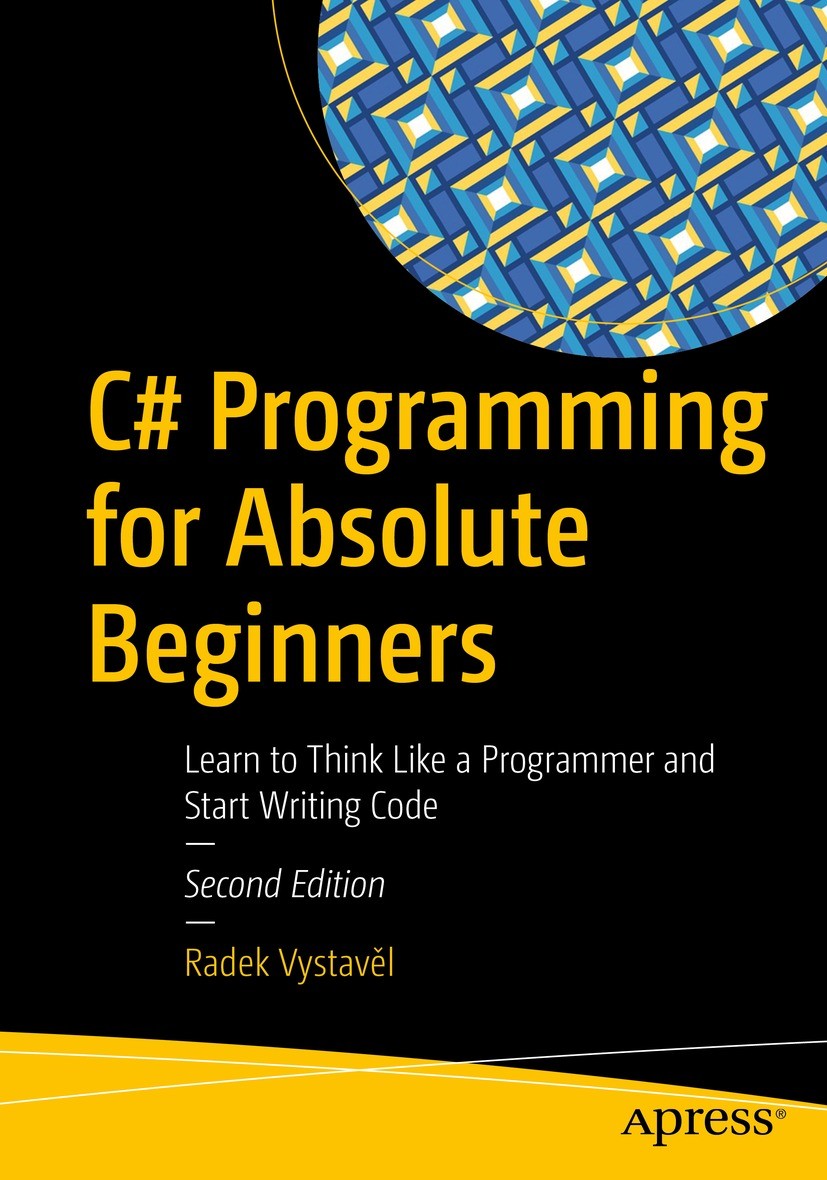 C# Programming
for Absolute
Beginners
Learn to Think Like a Programmer and
Start Writing Code
—
Second Edition
—
Radek Vystavěl
Apress®